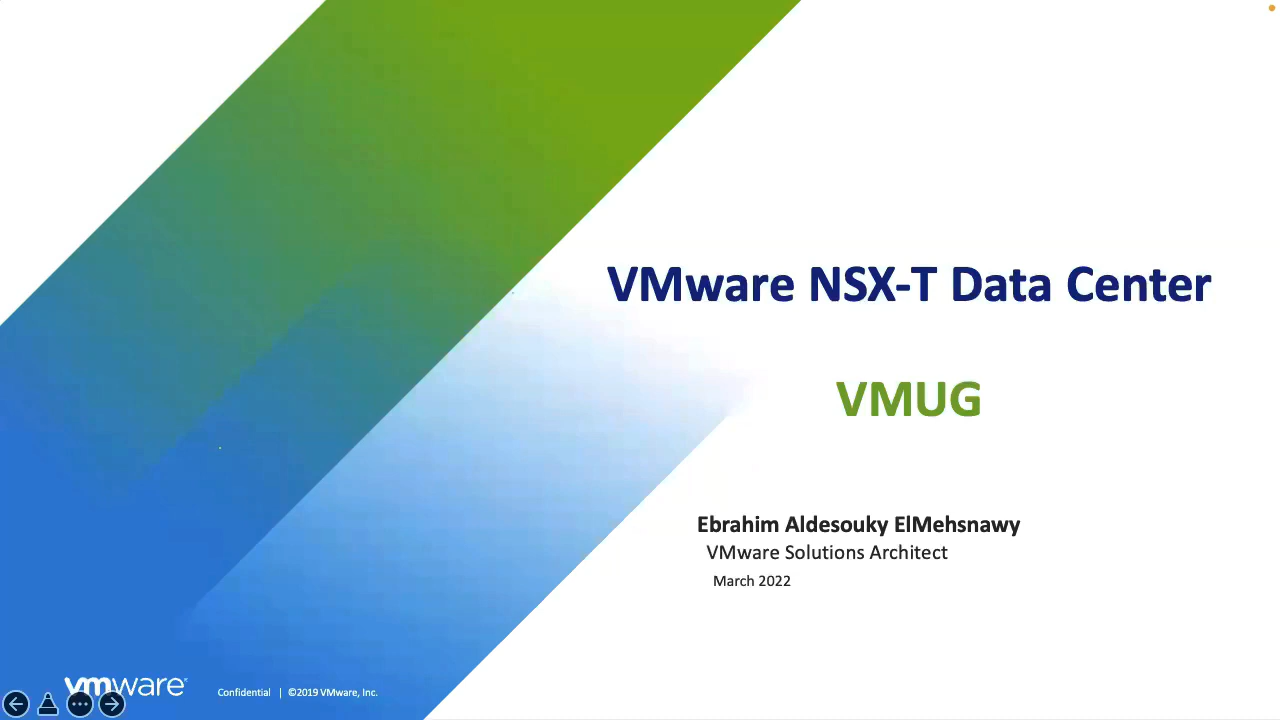 VMware NSX-T Data Center
VMUG
Ebrahim Aldesouky ElMehsnawy
VMware Solutions Architect
March 2022
vmware®
Confidential | ©2019 VMware, Inc.